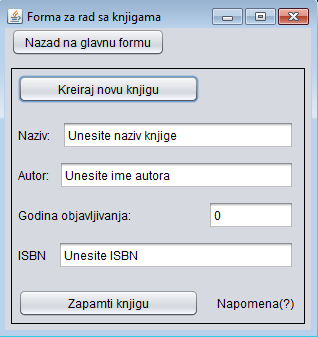 Forma za rad sa knjigama
Nazad na glavnu formu
Kreiraj novu knjigu
Naziv: Unesite naziv knjige
Autor: Unesite ime autora
Godina objavljivanja: 0
ISBN Unesite ISBN
Zapamti knjigu Napomena(?)